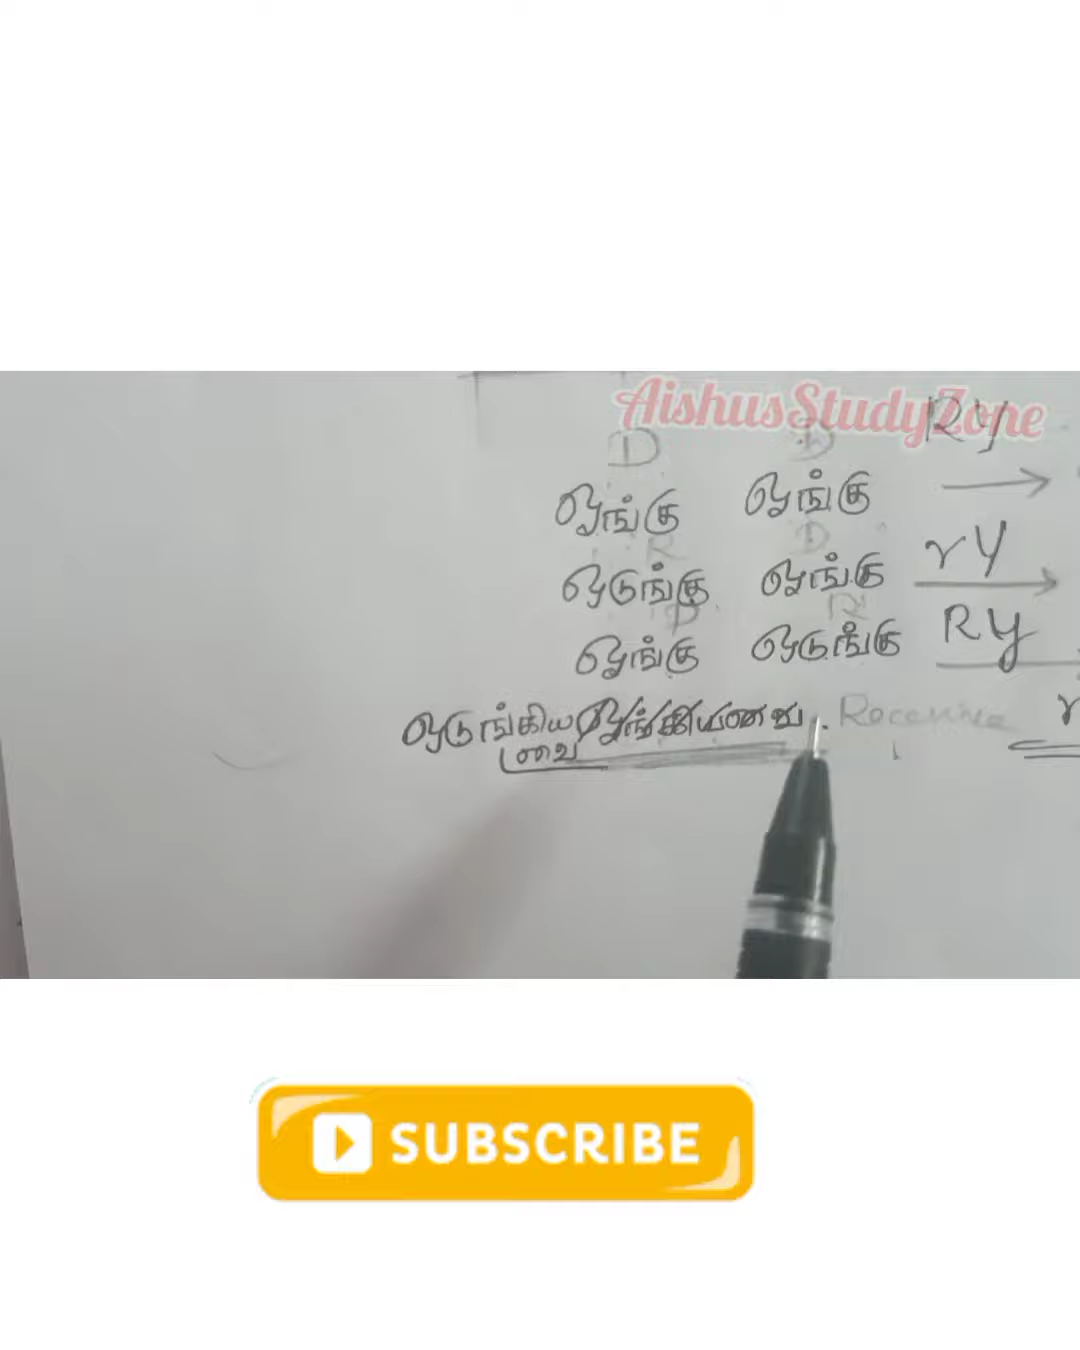 AishusStudyZone
D D RY
ஓங்கு ஓங்கு →
R D rY
ஒடுங்கு ஓங்கு →
D R RY
ஓங்கு ஒடுங்கு
ஒடுங்கிய r
வை
SUBSCRIBE